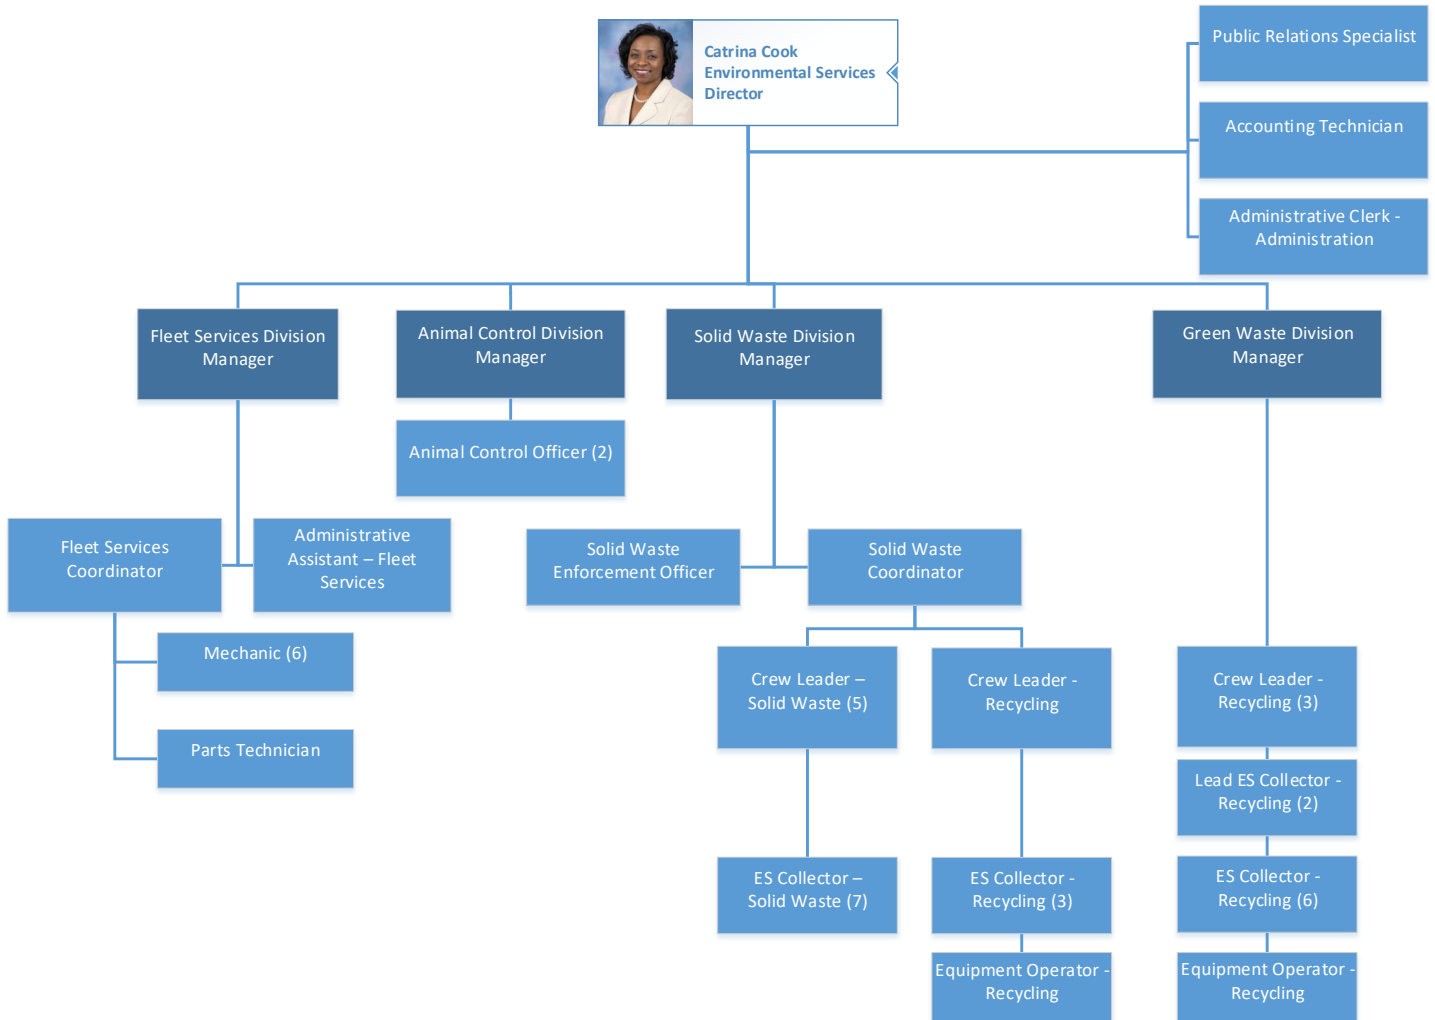 Catrina Cook
Environmental Services
Director
Public Relations Specialist
Accounting Technician
Administrative Clerk -
Administration
Fleet Services Division
Manager
Animal Control Division
Manager
Solid Waste Division
Manager
Green Waste Division
Manager
Animal Control Officer (2)
Fleet Services
Coordinator
Administrative
Assistant – Fleet
Services
Solid Waste
Enforcement Officer
Solid Waste
Coordinator
Mechanic (6)
Parts Technician
Crew Leader –
Solid Waste (5)
Crew Leader -
Recycling
Crew Leader -
Recycling (3)
Lead ES Collector -
Recycling (2)
ES Collector –
Solid Waste (7)
ES Collector -
Recycling (3)
ES Collector -
Recycling (6)
Equipment Operator -
Recycling
Equipment Operator -
Recycling